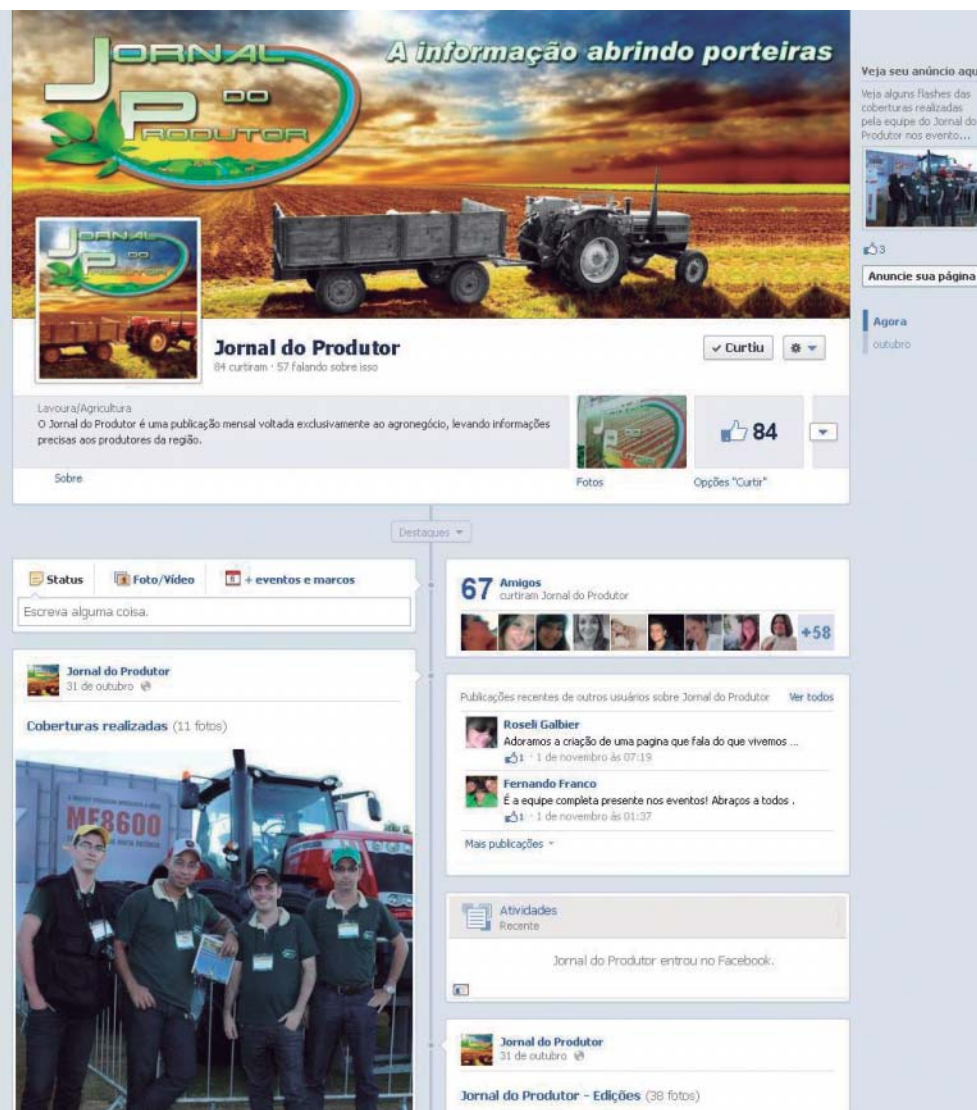 JORNAL
DO
PRODUTOR
A informação abrindo porteiras
Jornal do Produtor
84 curtiram · 57 falando sobre isso
✓ Curtiu
Lavoura/Agricultura
O Jornal do Produtor é uma publicação mensal voltada exclusivamente ao agronegócio, levando informações
precisas aos produtores da região.
Sobre
Fotos
84
Opções "Curtir"
Veja seu anúncio aqu
Veja alguns flashes das
coberturas realizadas
pela equipe do Jornal do
Produtor nos evento...
3
Anuncie sua página
Agora
outubro
Destaques
Status
Foto/Vídeo
+ eventos e marcos
Escreva alguma coisa.
Jornal do Produtor
31 de outubro
Coberturas realizadas (11 fotos)
MF8600
67 Amigos
curtiram Jornal do Produtor
+58
Publicações recentes de outros usuários sobre Jornal do Produtor Ver todos
Roseli Galbier
Adoramos a criação de uma pagina que fala do que vivemos ...
1 · 1 de novembro às 07:19
Fernando Franco
É a equipe completa presente nos eventos! Abraços a todos .
1 · 1 de novembro às 01:37
Mais publicações
Atividades
Recente
Jornal do Produtor entrou no Facebook.
Jornal do Produtor
31 de outubro
Jornal do Produtor - Edições (38 fotos)